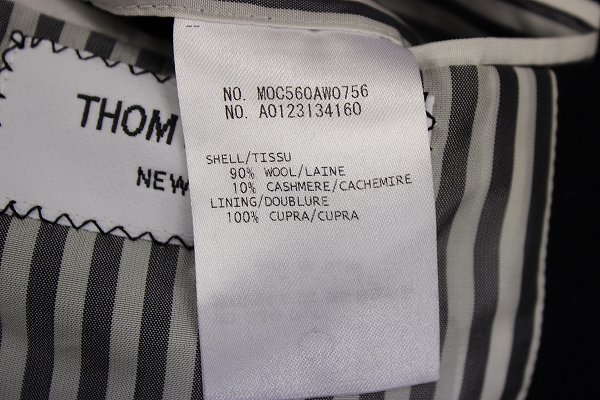 THOM
NEW
NO. MOC560AW0756
NO. A0123134160
SHELL/TISSU
90% WOOL/LAINE
10% CASHMERE/CACHEMIRE
LINING/DOUBLURE
100% CUPRA/CUPRA